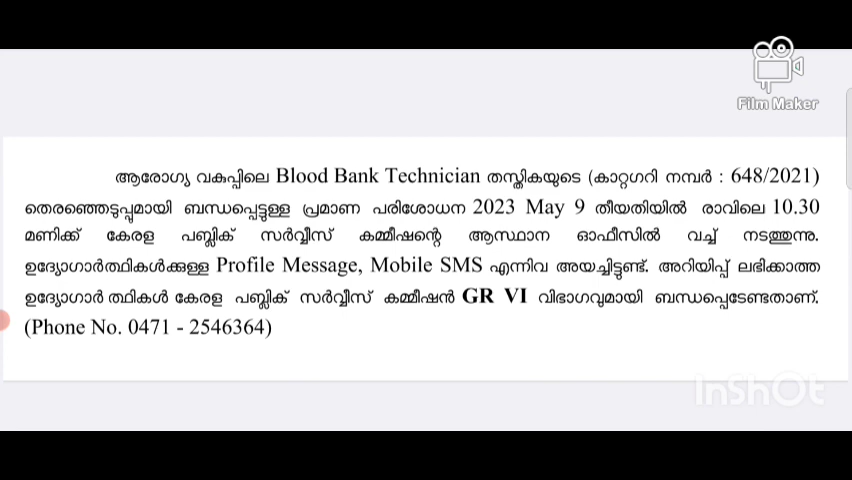 Film Maker
ആരോഗ്യ വകുപ്പിലെ Blood Bank Technician തസ്തികയുടെ (കാറ്റഗറി നമ്പർ : 648/2021)
തെരഞ്ഞെടുപ്പുമായി ബന്ധപ്പെട്ടുള്ള പ്രമാണ പരിശോധന 2023 May 9 തീയതിയിൽ രാവിലെ 10.30
മണിക്ക് കേരള പബ്ലിക് സർവ്വീസ് കമ്മീഷന്റെ ആസ്ഥാന ഓഫീസിൽ വച്ച് നടത്തുന്നു.
ഉദ്യോഗാർത്ഥികൾക്കുള്ള Profile Message, Mobile SMS എന്നിവ അയച്ചിട്ടുണ്ട്. അറിയിപ്പ് ലഭിക്കാത്ത
ഉദ്യോഗാർ ത്ഥികൾ കേരള പബ്ലിക് സർവ്വീസ് കമ്മീഷൻ GR VI വിഭാഗവുമായി ബന്ധപ്പെടേണ്ടതാണ്.
(Phone No. 0471 - 2546364)
InShOt